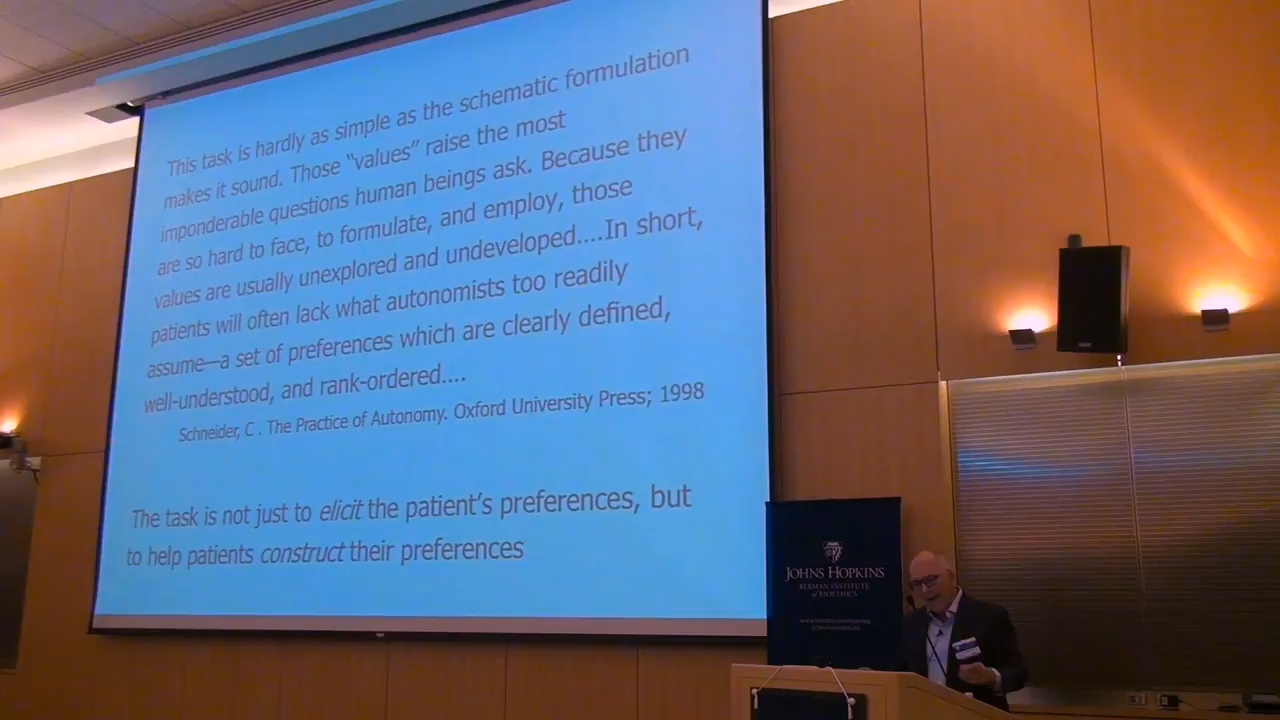 This task is hardly as simple as the schematic formulation
makes it sound. Those “values” raise the most
imponderable questions human beings ask. Because they
are so hard to face, to formulate, and employ, those
values are usually unexplored and undeveloped....In short,
patients will often lack what autonomists too readily
assume—a set of preferences which are clearly defined,
well-understood, and rank-ordered....
Schneider, C . The Practice of Autonomy. Oxford University Press; 1998
The task is not just to elicit the patient’s preferences, but
to help patients construct their preferences
JOHNS HOPKINS
BERMAN INSTITUTE
of BIOETHICS